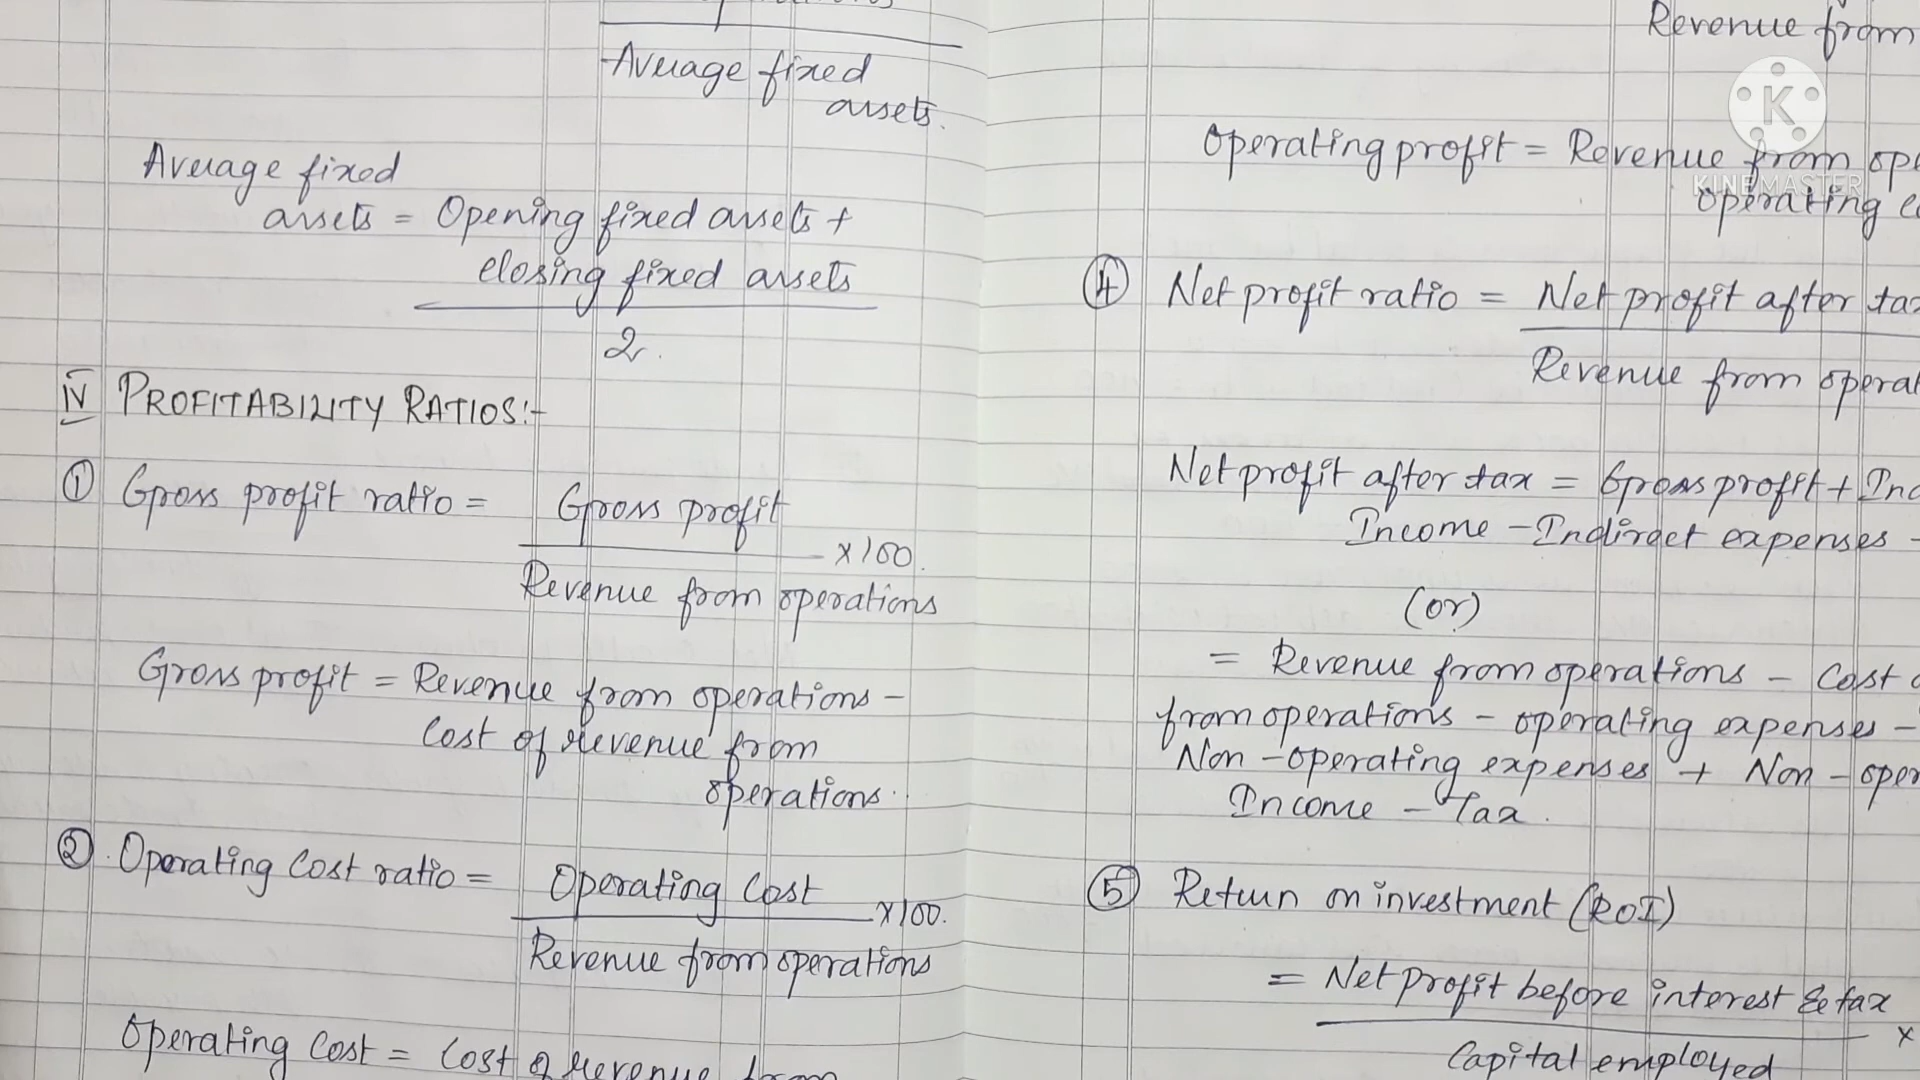 Average fixed
assets.
Average fixed
assets = Opening fixed assets +
closing fixed assets
2.
IV PROFITABILITY RATIOS:-
① Gross profit ratio = Gross profit
x100.
Revenue from operations
Gross profit = Revenue from operations -
Cost of revenue from
operations.
② Operating Cost ratio = Operating Cost
x100.
Revenue from operations
Operating Cost = Cost of revenue from
Revenue from
K
KINEMASTER
Operating profit = Revenue from
operating
④ Net profit ratio = Net profit after
Revenue from
Net profit after tax = Gross profit +
Income - Indirect expenses -
(or)
= Revenue from operations - Cost
from operations - operating expenses -
Non-operating expenses + Non-
Income - Tax.
⑤ Return on investment (ROI)
= Net profit before interest & tax
x
Capital employed